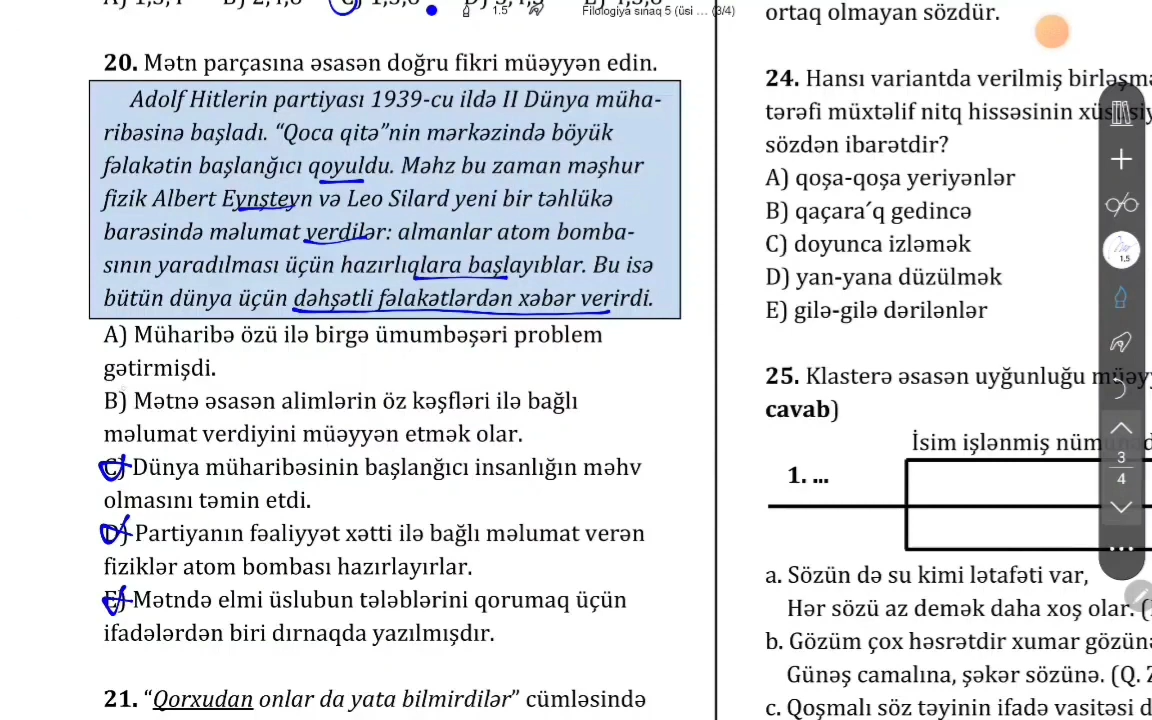 1.5
Filologiya sınaq 5 (üsi ... (3/4)
20. Mətn parçasına əsasən doğru fikri müəyyən edin.
Adolf Hitlerin partiyası 1939-cu ildə II Dünya müha-
ribəsinə başladı. “Qoca qitə”nin mərkəzində böyük
fəlakətin başlanğıcı qoyuldu. Məhz bu zaman məşhur
fizik Albert Eynşteyn və Leo Silard yeni bir təhlükə
barəsində məlumat verdilər: almanlar atom bomba-
sının yaradılması üçün hazırlıqlara başlayıblar. Bu isə
bütün dünya üçün dəhşətli fəlakətlərdən xəbər verirdi.
A) Müharibə özü ilə birgə ümumbəşəri problem
gətirmişdi.
B) Mətnə əsasən alimlərin öz kəşfləri ilə bağlı
məlumat verdiyini müəyyən etmək olar.
C) Dünya müharibəsinin başlanğıcı insanlığın məhv
olmasını təmin etdi.
D) Partiyanın fəaliyyət xətti ilə bağlı məlumat verən
fiziklər atom bombası hazırlayırlar.
E) Mətndə elmi üslubun tələblərini qorumaq üçün
ifadələrdən biri dırnaqda yazılmışdır.
21. “Qorxudan onlar da yata bilmirdilər” cümləsində
ortaq olmayan sözdür.
24. Hansı variantda verilmiş birləşmə
tərəfi müxtəlif nitq hissəsinin
sözdən ibarətdir?
A) qoşa-qoşa yeriyənlər
B) qaçara´q gedincə
C) doyunca izləmək
D) yan-yana düzülmək
E) gilə-gilə dərilənlər
25. Klasterə əsasən uyğunluğu
cavab)
İsim işlənmiş
1. ...
a. Sözün də su kimi lətafəti var,
Hər sözü az demək daha xoş olar.
b. Gözüm çox həsrətdir xumar gözünə
Günəş camalına, şəkər sözünə. (Q.
c. Qoşmalı söz təyinin ifadə vasitəsi
1.5
3
4